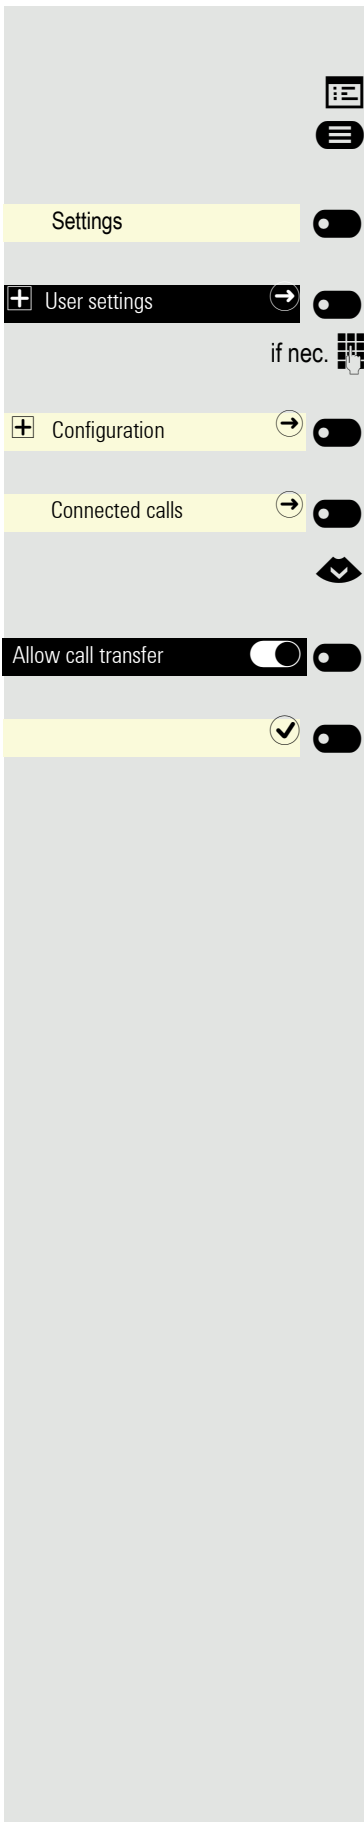 Settings
User settings
if nec.
Configuration
Connected calls
Allow call transfer